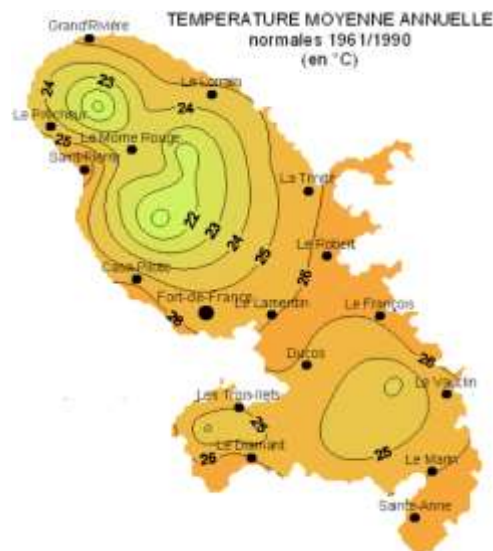 TEMPERATURE MOYENNE ANNUELLE
normales 1961/1990
(en °C)
Grand'Rivière
23
24
Le Lorrain
24
Le Prêcheur
25
Le Morne Rouge
Saint-Pierre
La Trinité
22
23
24
25
26
Le Robert
Case-Pilote
Fort-de-France
26
Le Lamentin
Le François
Ducos
26
Le Vauclin
Les Trois-Ilets
25
25
Le Diamant
26
Le Marin
Sainte-Anne